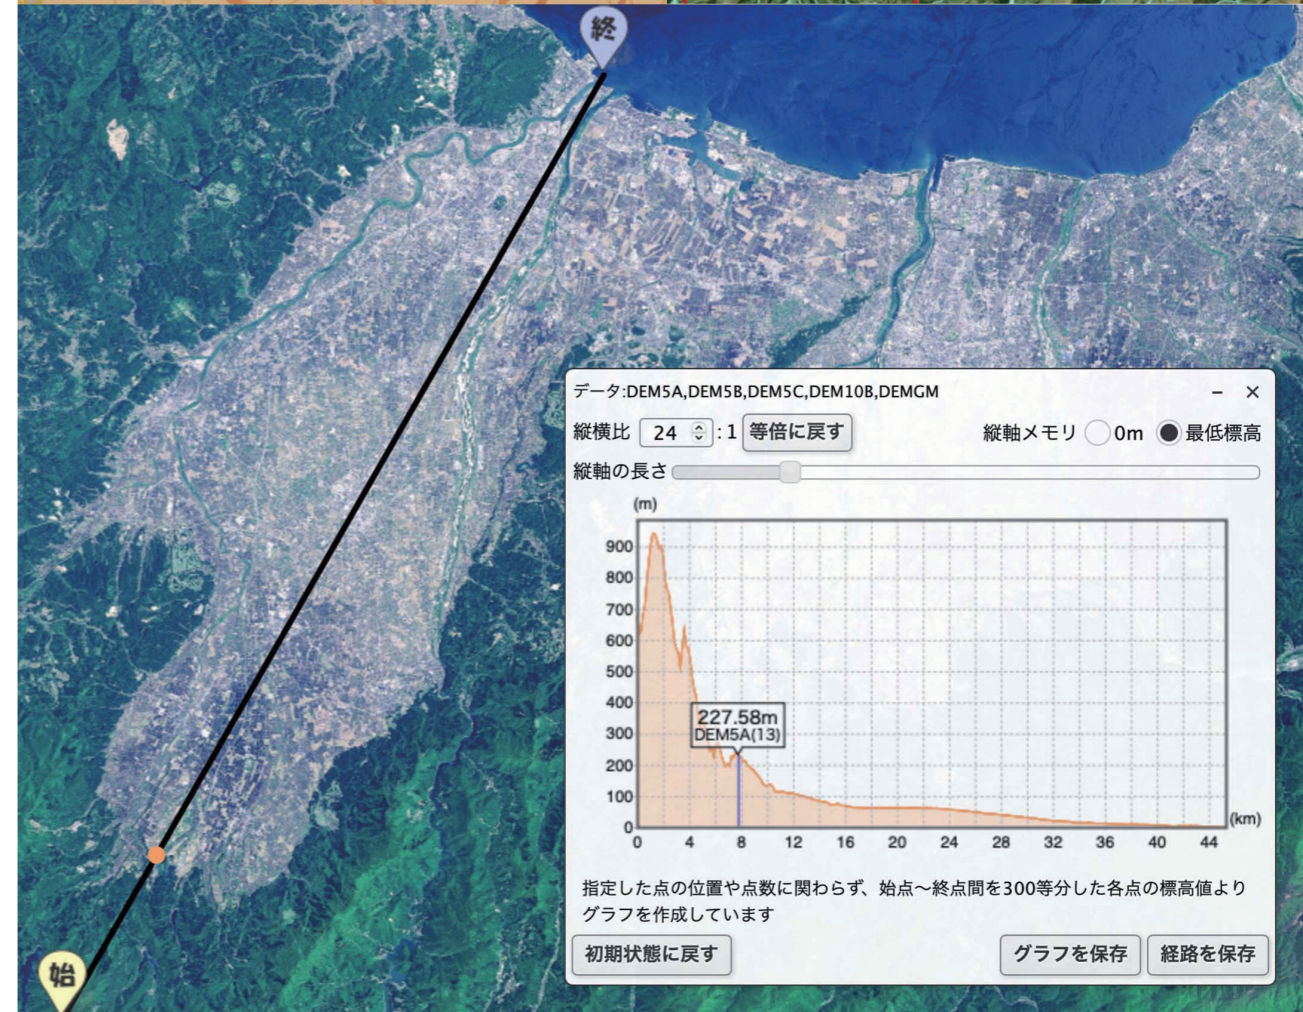 終
データ:DEM5A,DEM5B,DEM5C,DEM10B,DEMGM
縦横比 24 :1 等倍に戻す 縦軸メモリ 0m 最低標高
縦軸の長さ
(m)
900
800
700
600
500
400
300
200
100
0
227.58m
DEM5A(13)
(km)
0 4 8 12 16 20 24 28 32 36 40 44
指定した点の位置や点数に関わらず、始点～終点間を300等分した各点の標高値より
グラフを作成しています
初期状態に戻す グラフを保存 経路を保存
始